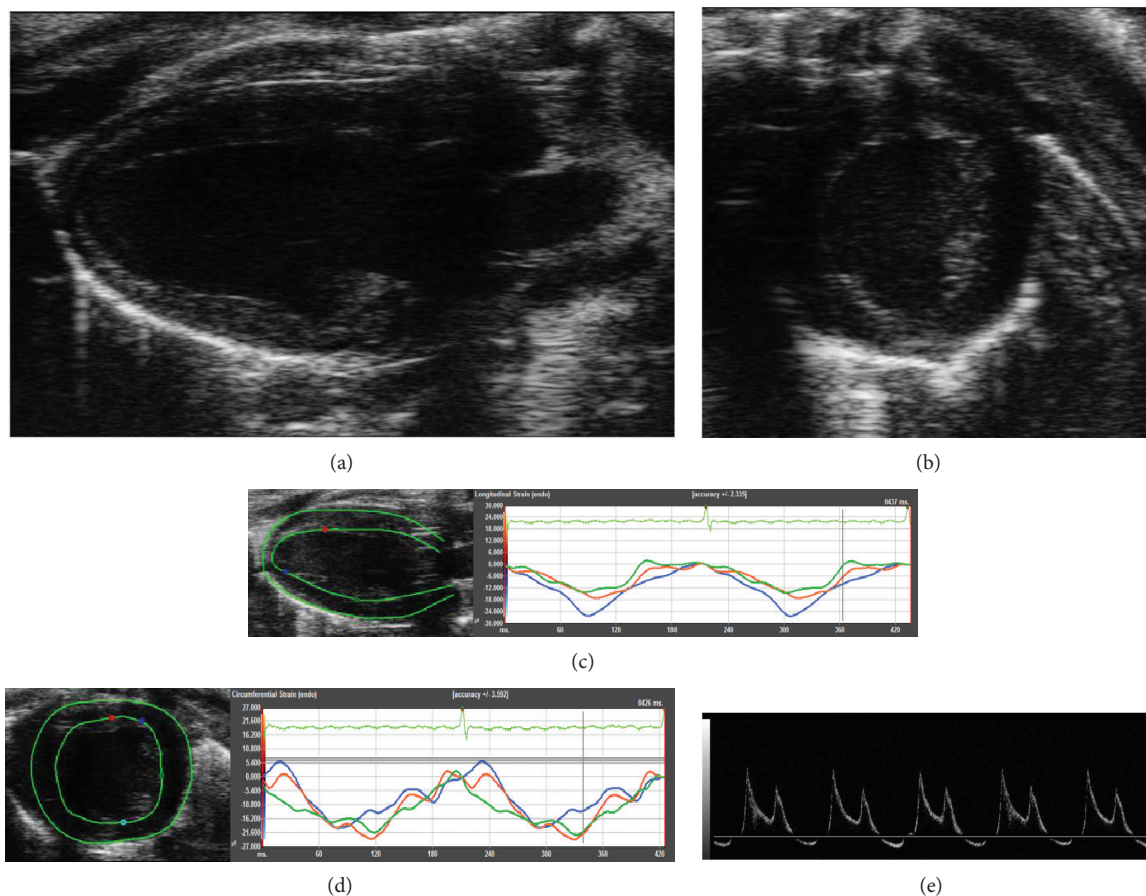 (a)
(b)
Longitudinal Strain (endo) [accuracy +/- 2.335] 0437 ms.
30.000
24.000
18.000
12.000
6.000
0.000
-6.000
-12.000
-18.000
-24.000
-30.000
%
ms. 60 120 180 240 300 360 420
(c)
Circumferential Strain (endo) [accuracy +/- 3.592] 0426 ms.
27.000
21.600
16.200
10.800
5.400
0.000
-5.400
-10.800
-16.200
-21.600
-27.000
%
ms. 60 120 180 240 300 360 420
(d)
(e)